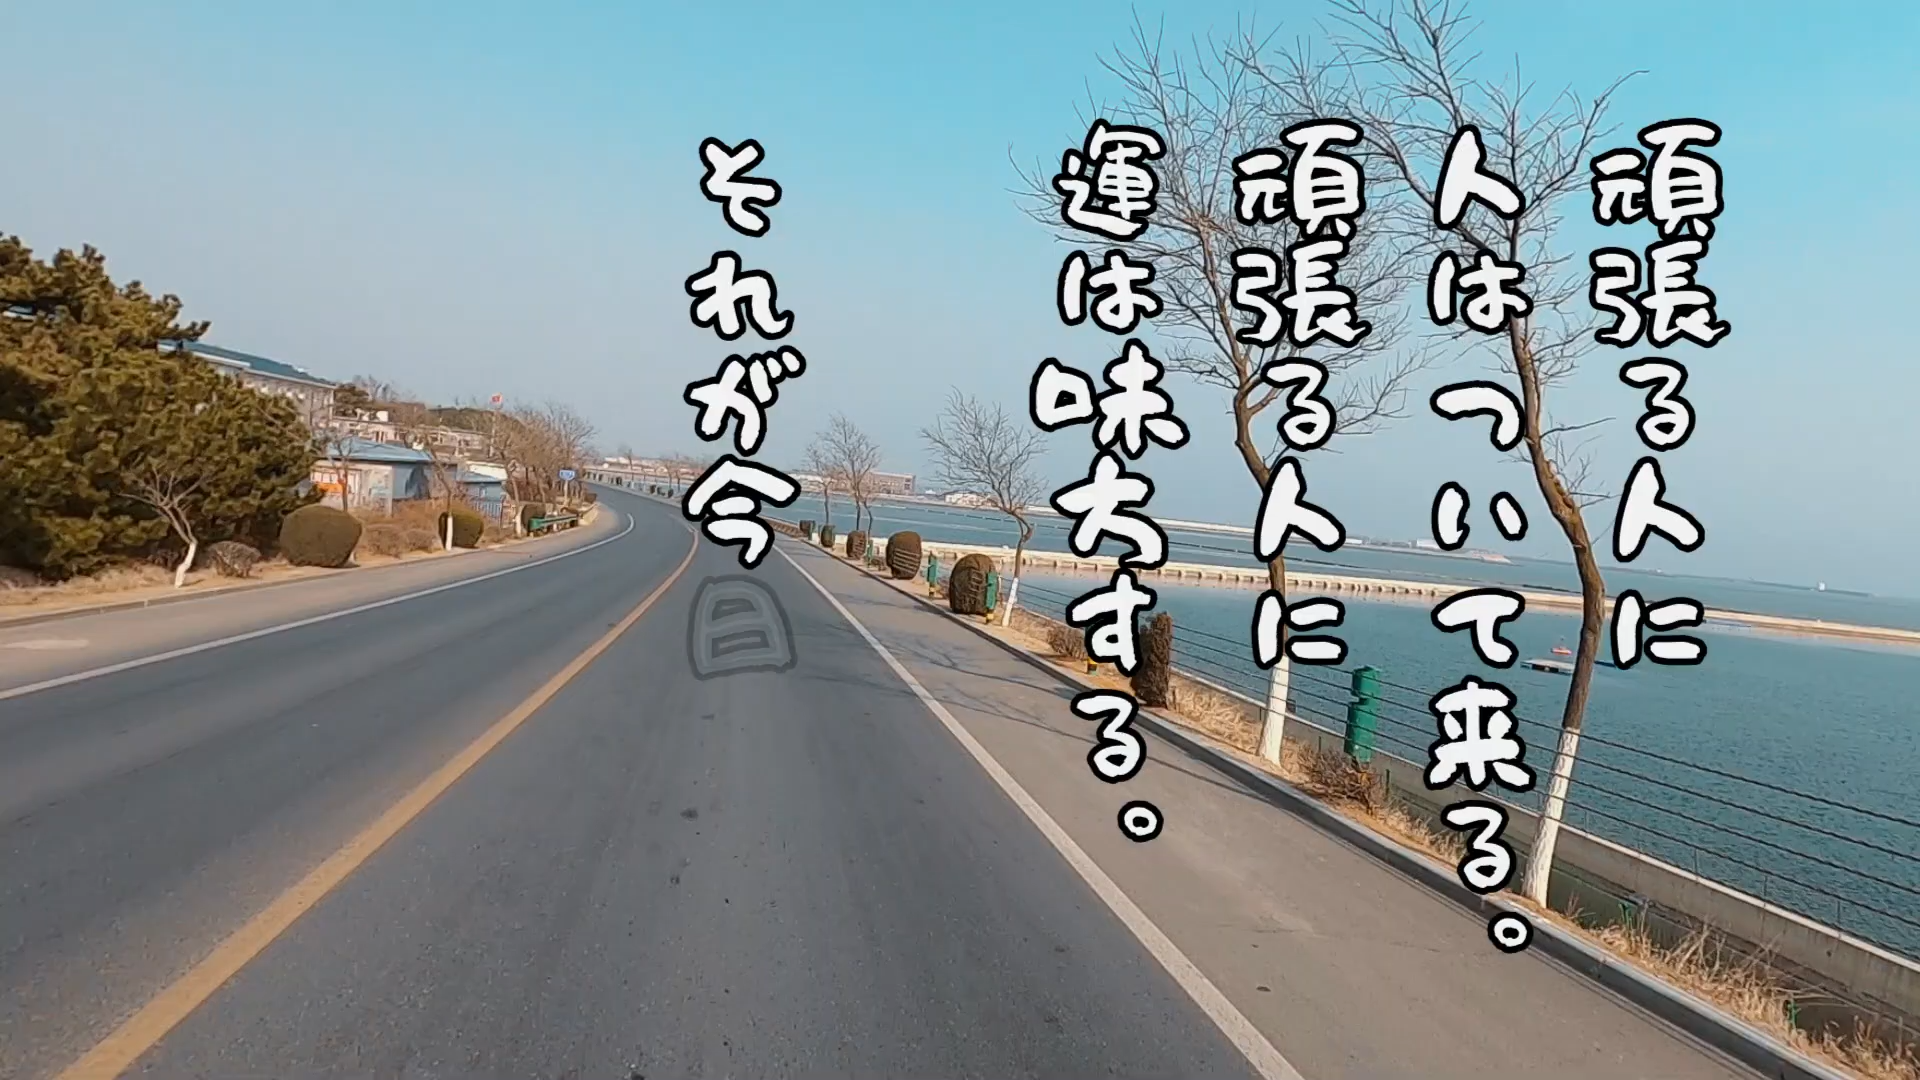 頑張る人に
人はついて来る。
頑張る人に
運は味方する。
それが今日